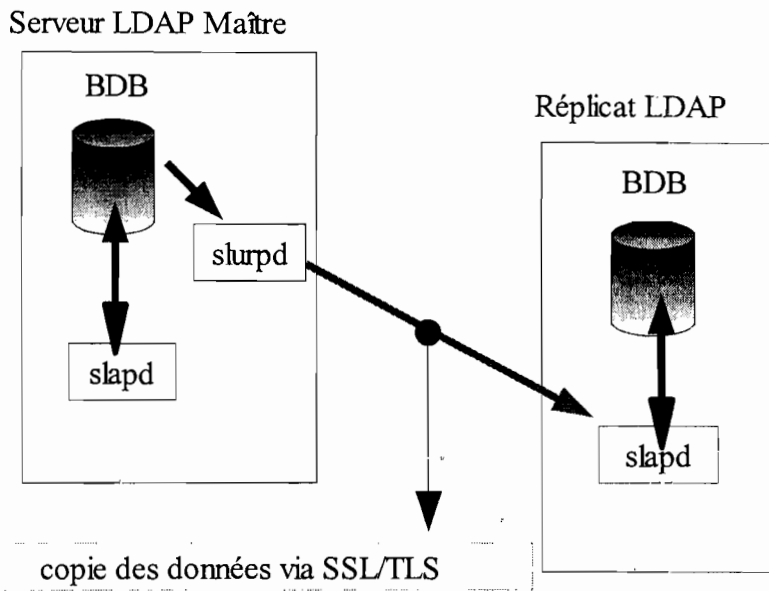 Serveur LDAP Maître
BDB
Réplicat LDAP
BDB
slurpd
slapd
slapd
copie des données via SSL/TLS